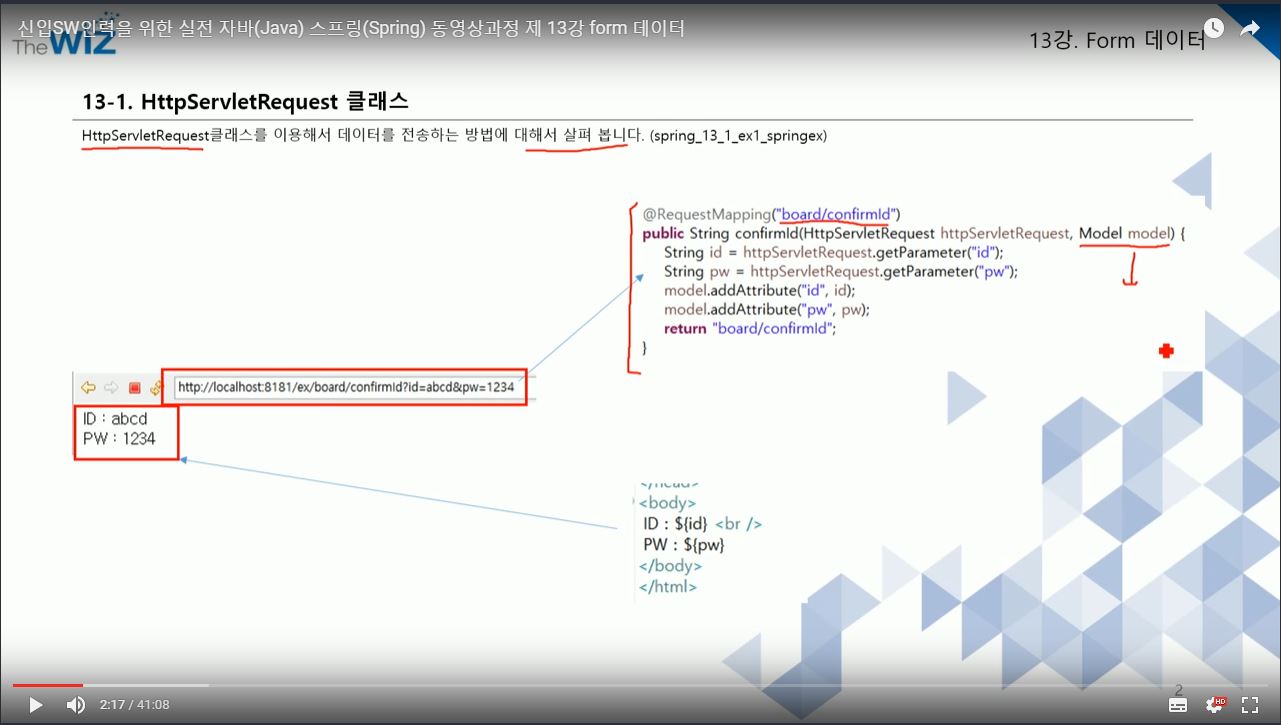 신입SW인력을 위한 실전 자바(Java) 스프링(Spring) 동영상과정 제 13강 form 데이터
TheWIZ
13강. Form 데이터
13-1. HttpServletRequest 클래스
HttpServletRequest클래스를 이용해서 데이터를 전송하는 방법에 대해서 살펴 봅니다. (spring_13_1_ex1_springex)
@RequestMapping("board/confirmId")
public String confirmId(HttpServletRequest httpServletRequest, Model model) {
String id = httpServletRequest.getParameter("id");
String pw = httpServletRequest.getParameter("pw");
model.addAttribute("id", id);
model.addAttribute("pw", pw);
return "board/confirmId";
}
http://localhost:8181/ex/board/confirmId?id=abcd&pw=1234
ID : abcd
PW : 1234
</head>
<body>
ID : ${id} <br />
PW : ${pw}
</body>
</html>
2
2:17 / 41:08
HD